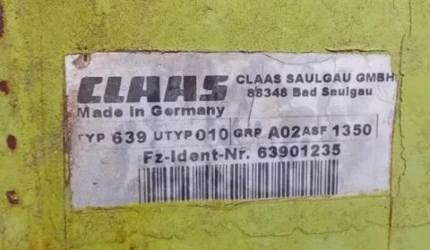 CLAAS
CLAAS SAULGAU GMBH
88348 Bad Saulgau
Made in Germany
TYP 639 UTYP 010 GRP A02 ASF 1350
Fz-Ident-Nr. 63901235